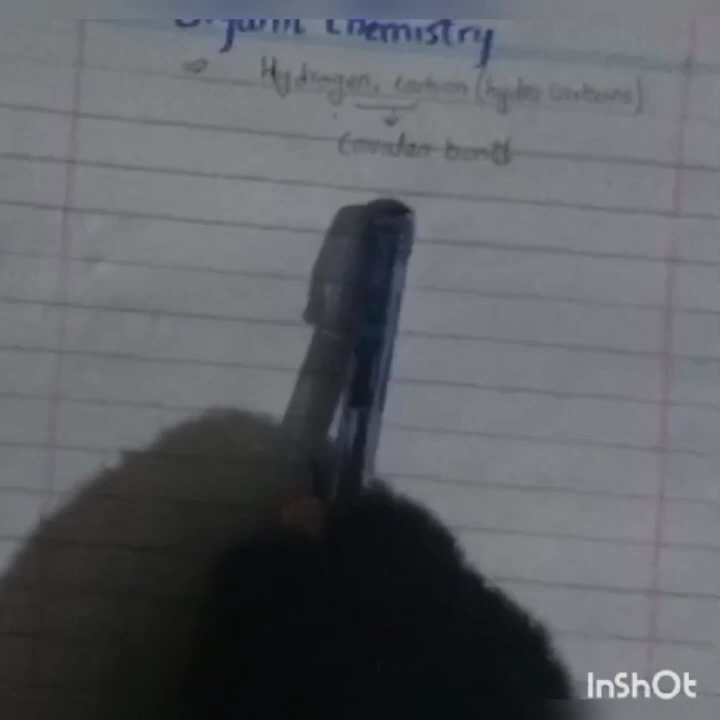 Organic Chemistry
Hydrogen, carbon (hydro carbons)
Covalent bond
InShOt